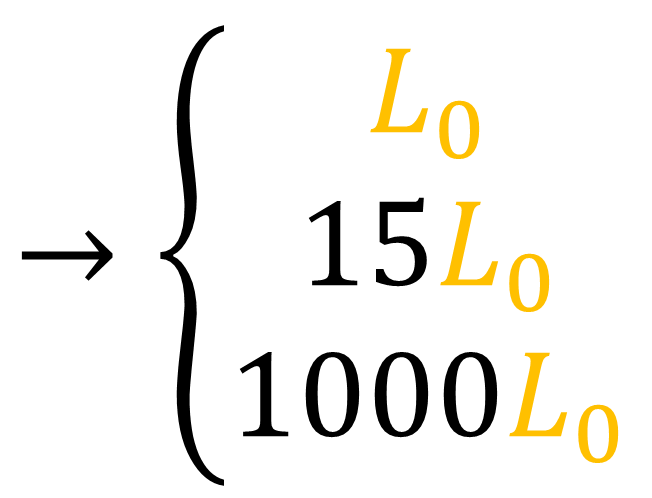 → {
L₀
15L₀
1000L₀